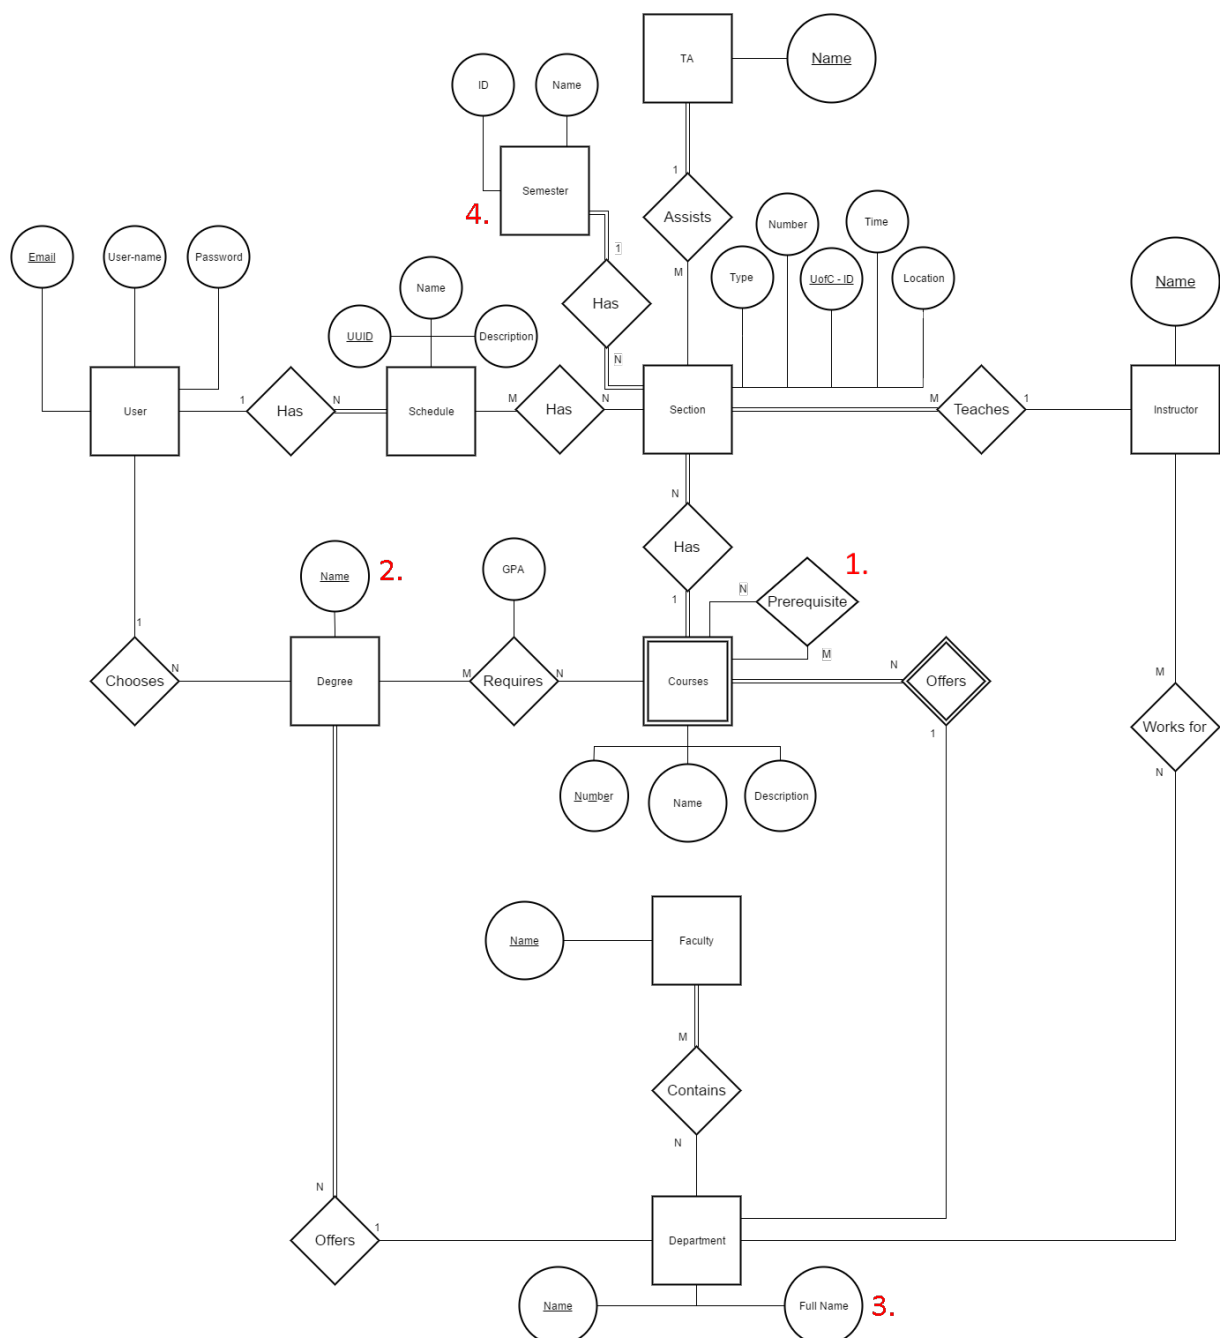 TA
Name
ID
Name
Semester
4.
1
Assists
M
1
Has
N
Type
Number
UofC - ID
Time
Location
Name
Email
User-name
Password
Name
UUID
Description
User
1
Has
N
Schedule
M
Has
N
Section
M
Teaches
1
Instructor
N
Has
1
1.
N
Prerequisite
M
2.
Name
GPA
1
Chooses
N
Degree
M
Requires
N
Courses
N
Offers
1
M
Works for
N
Number
Name
Description
Name
Faculty
M
Contains
N
N
Offers
1
Department
Name
Full Name
3.